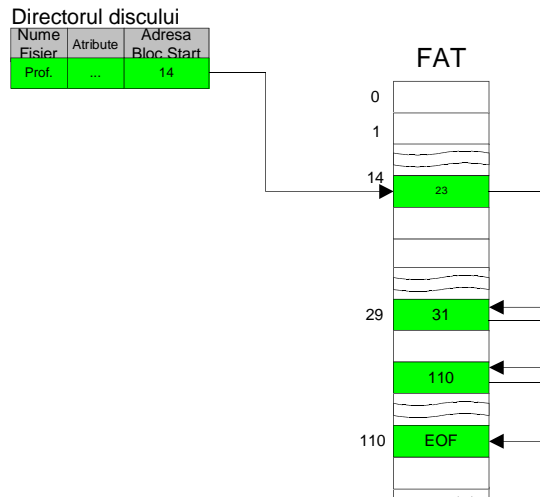 Directorul discului
Nume Fisier
Atribute
Adresa Bloc Start
Prof.
...
14
FAT
0
1
14
23
29
31
110
110
EOF